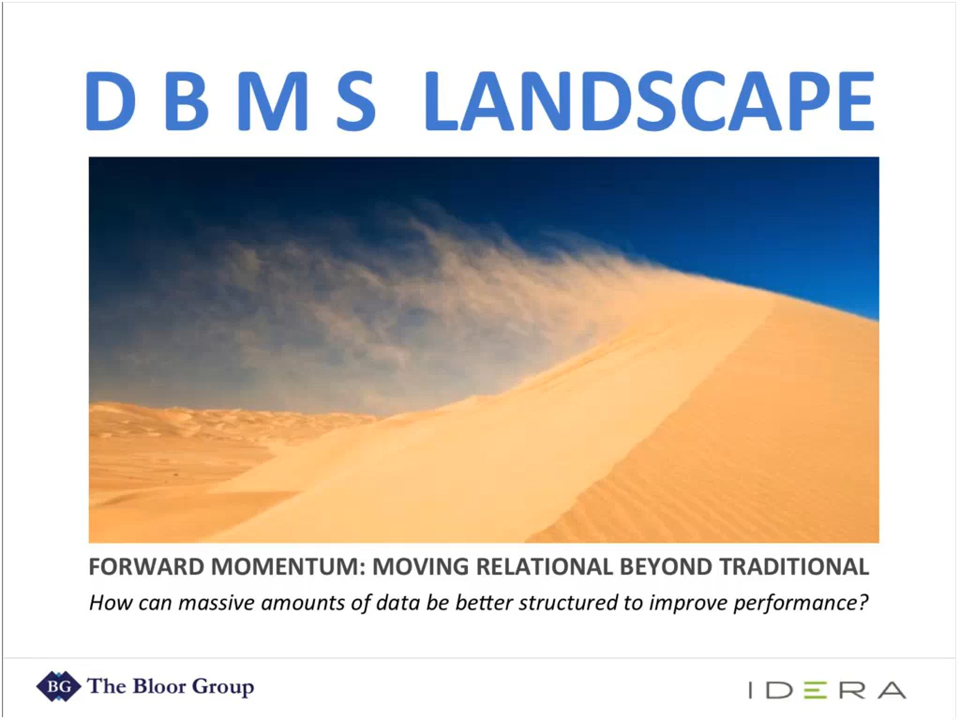 DBMS LANDSCAPE
FORWARD MOMENTUM: MOVING RELATIONAL BEYOND TRADITIONAL
How can massive amounts of data be better structured to improve performance?
BG The Bloor Group
IDERA